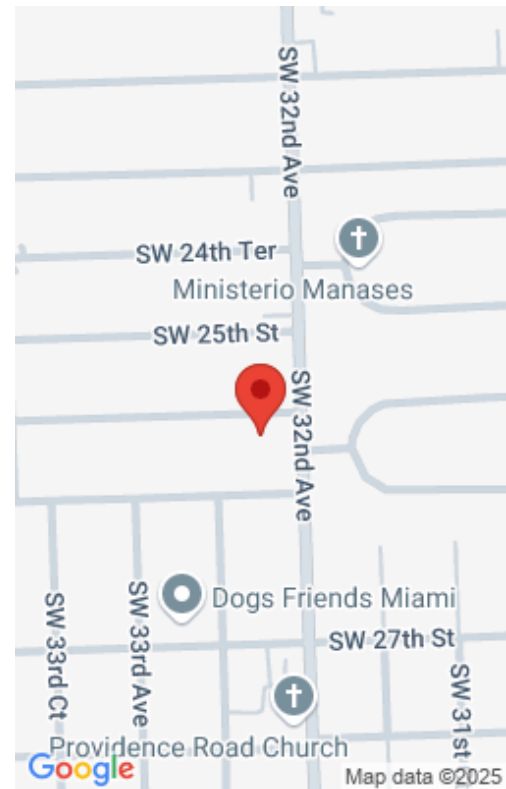 SW 32nd Ave
SW 24th Ter
Ministerio Manases
SW 25th St
SW 32nd Ave
Dogs Friends Miami
SW 33rd Ct
SW 33rd Ave
SW 27th St
SW 31st
Providence Road Church
Google
Map data ©2025